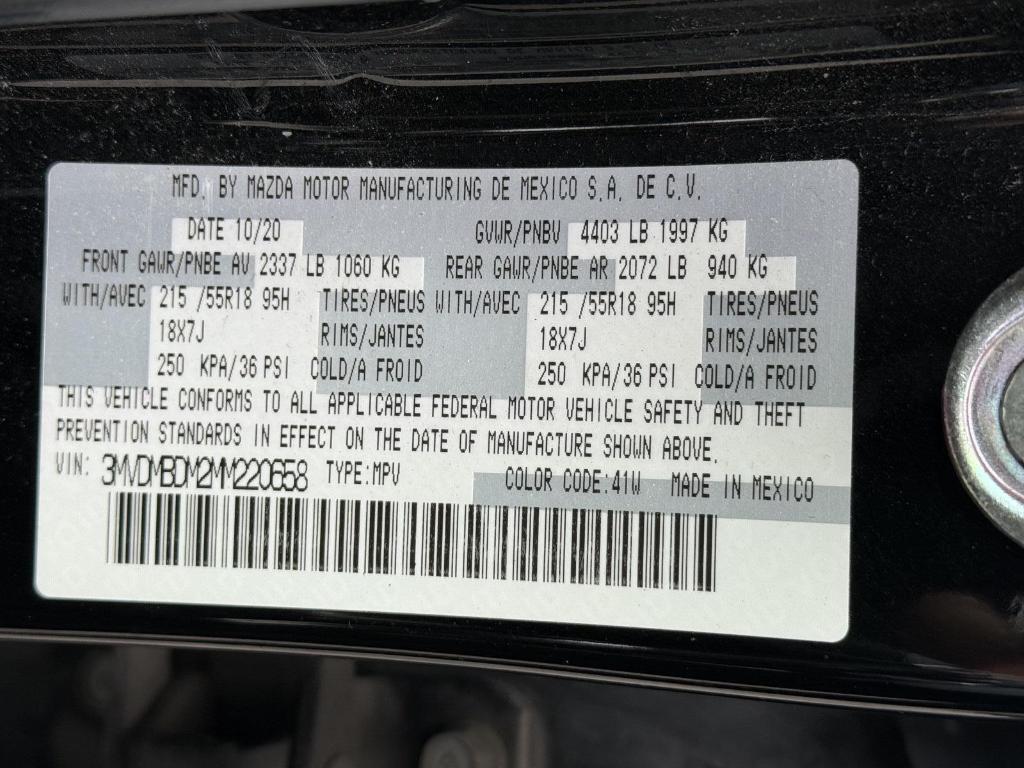 MFD. BY MAZDA MOTOR MANUFACTURING DE MEXICO S.A. DE C.V.
DATE 10/20 GVWR/PNBV 4403 LB 1997 KG
FRONT GAWR/PNBE AV 2337 LB 1060 KG REAR GAWR/PNBE AR 2072 LB 940 KG
WITH/AVEC 215 /55R18 95H TIRES/PNEUS WITH/AVEC 215 /55R18 95H TIRES/PNEUS
18X7J RIMS/JANTES 18X7J RIMS/JANTES
250 KPA/36 PSI COLD/A FROID 250 KPA/36 PSI COLD/A FROID
THIS VEHICLE CONFORMS TO ALL APPLICABLE FEDERAL MOTOR VEHICLE SAFETY AND THEFT
PREVENTION STANDARDS IN EFFECT ON THE DATE OF MANUFACTURE SHOWN ABOVE.
VIN: 3MVDMBCM2MM220658 TYPE:MPV COLOR CODE:41W MADE IN MEXICO